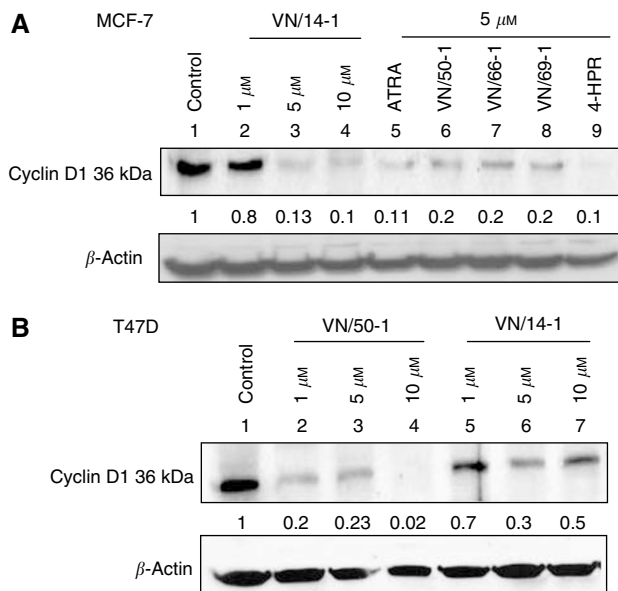 A MCF-7 VN/14-1 5 μM
Control 1 μM 5 μM 10 μM ATRA VN/50-1 VN/66-1 VN/69-1 4-HPR
1 2 3 4 5 6 7 8 9
Cyclin D1 36 kDa
1 0.8 0.13 0.1 0.11 0.2 0.2 0.2 0.1
β-Actin
B T47D VN/50-1 VN/14-1
Control 1 μM 5 μM 10 μM 1 μM 5 μM 10 μM
1 2 3 4 5 6 7
Cyclin D1 36 kDa
1 0.2 0.23 0.02 0.7 0.3 0.5
β-Actin